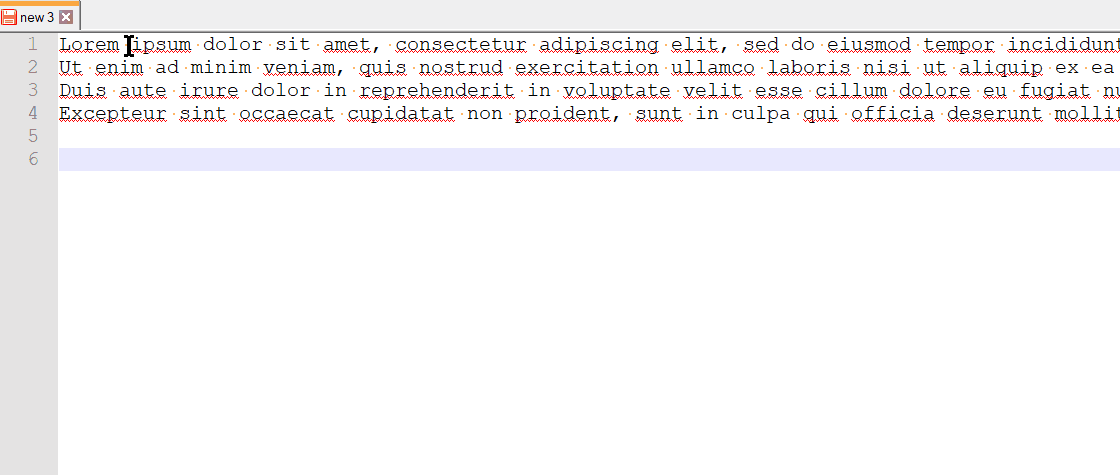 new 3
1 Lorem ipsum dolor sit amet, consectetur adipiscing elit, sed do eiusmod tempor incididunt
2 Ut enim ad minim veniam, quis nostrud exercitation ullamco laboris nisi ut aliquip ex ea
3 Duis aute irure dolor in reprehenderit in voluptate velit esse cillum dolore eu fugiat nu
4 Excepteur sint occaecat cupidatat non proident, sunt in culpa qui officia deserunt mollit
5
6